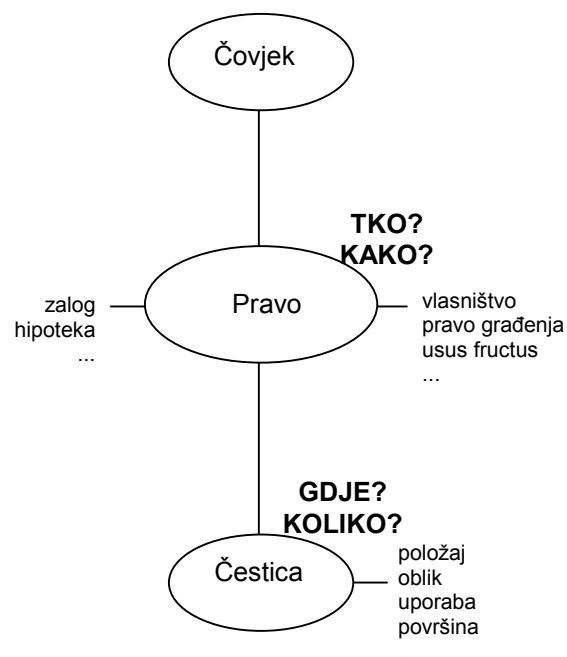 Čovjek
TKO?
KAKO?
Pravo
zalog
hipoteka
...
vlasništvo
pravo građenja
usus fructus
...
GDJE?
KOLIKO?
Čestica
položaj
oblik
uporaba
površina